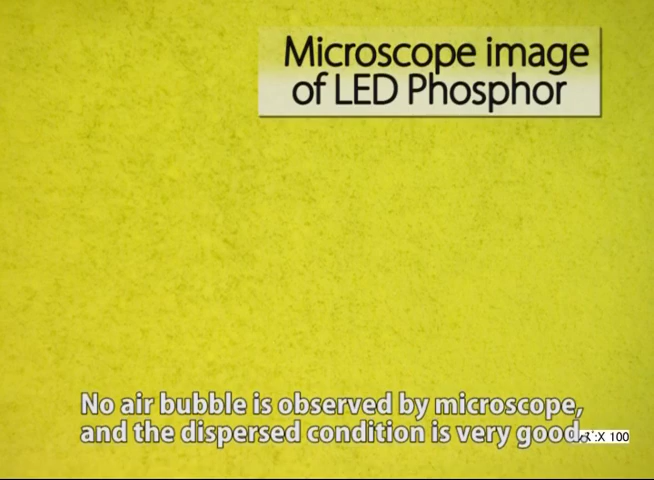 Microscope image
of LED Phosphor
No air bubble is observed by microscope,
and the dispersed condition is very good.
ズ:X 100